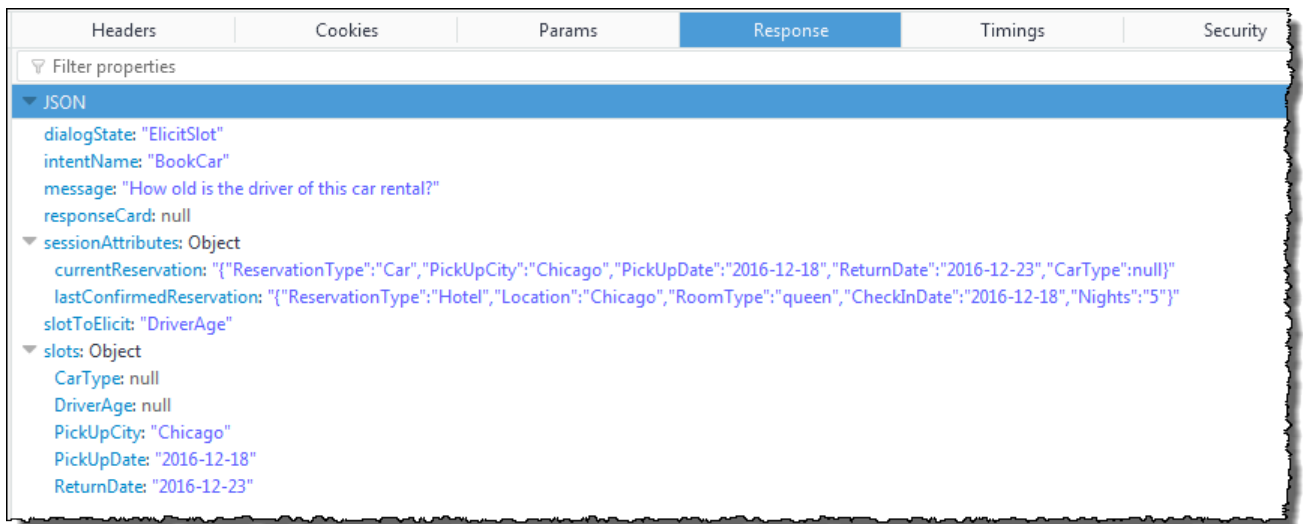 Headers Cookies Params Response Timings Security
Filter properties
JSON
dialogState: "ElicitSlot"
intentName: "BookCar"
message: "How old is the driver of this car rental?"
responseCard: null
sessionAttributes: Object
currentReservation: "{"ReservationType":"Car","PickUpCity":"Chicago","PickUpDate":"2016-12-18","ReturnDate":"2016-12-23","CarType":null}"
lastConfirmedReservation: "{"ReservationType":"Hotel","Location":"Chicago","RoomType":"queen","CheckInDate":"2016-12-18","Nights":"5"}"
slotToElicit: "DriverAge"
slots: Object
CarType: null
DriverAge: null
PickUpCity: "Chicago"
PickUpDate: "2016-12-18"
ReturnDate: "2016-12-23"